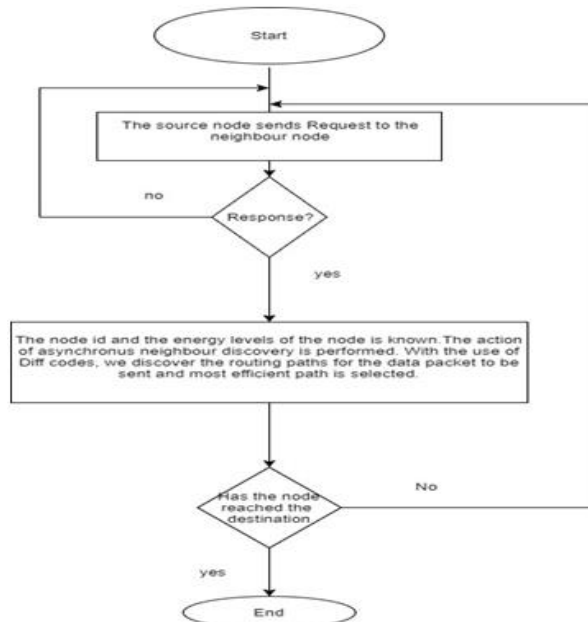 Start
The source node sends Request to the
neighbour node
no
Response?
yes
The node id and the energy levels of the node is known.The action
of asynchronus neighbour discovery is performed. With the use of
Diff codes, we discover the routing paths for the data packet to be
sent and most efficient path is selected.
Has the node
reached the
destination
No
yes
End